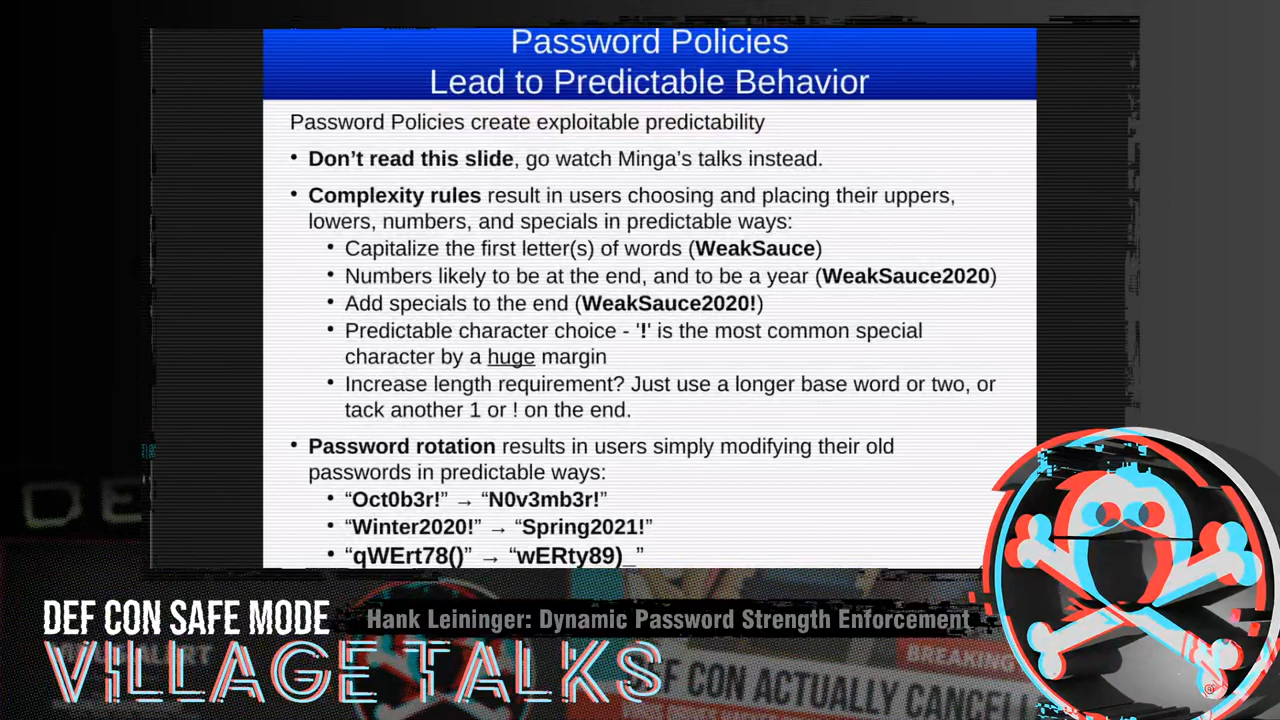 Password Policies
Lead to Predictable Behavior
Password Policies create exploitable predictability
• Don’t read this slide, go watch Minga’s talks instead.
• Complexity rules result in users choosing and placing their uppers,
lowers, numbers, and specials in predictable ways:
• Capitalize the first letter(s) of words (WeakSauce)
• Numbers likely to be at the end, and to be a year (WeakSauce2020)
• Add specials to the end (WeakSauce2020!)
• Predictable character choice - '!' is the most common special
character by a huge margin
• Increase length requirement? Just use a longer base word or two, or
tack another 1 or ! on the end.
• Password rotation results in users simply modifying their old
passwords in predictable ways:
• “Oct0b3r!” → “N0v3mb3r!”
• “Winter2020!” → “Spring2021!”
• “qWErt78()” → “wERty89)_”
DEF CON SAFE MODE
Hank Leininger: Dynamic Password Strength Enforcement
VILLAGE TALKS
BREAKING
DEF CON ACTUALLY CANCELL